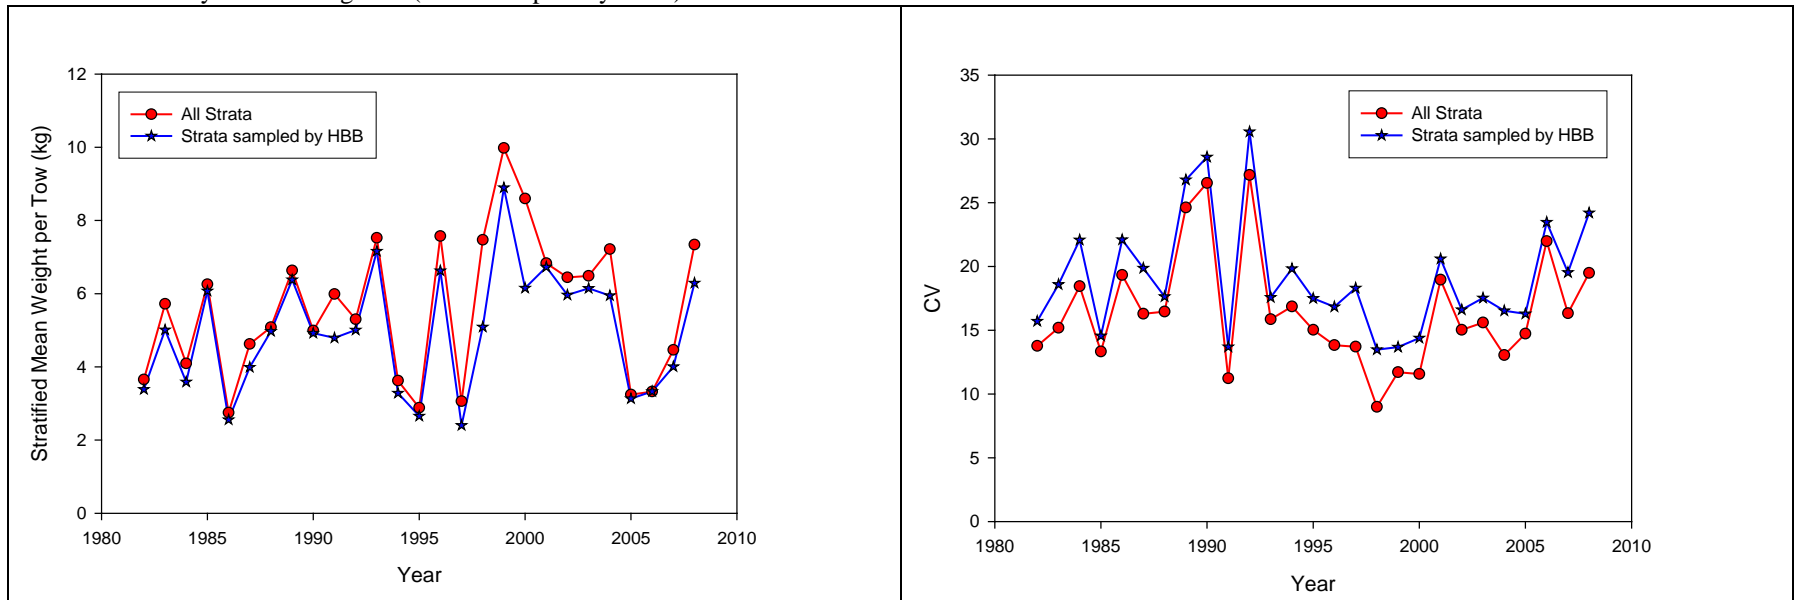 12
10
8
6
4
2
0
Stratified Mean Weight per Tow (kg)
All Strata
Strata sampled by HBB
1980 1985 1990 1995 2000 2005 2010
Year
35
30
25
20
15
10
5
0
CV
All Strata
Strata sampled by HBB
1980 1985 1990 1995 2000 2005 2010
Year